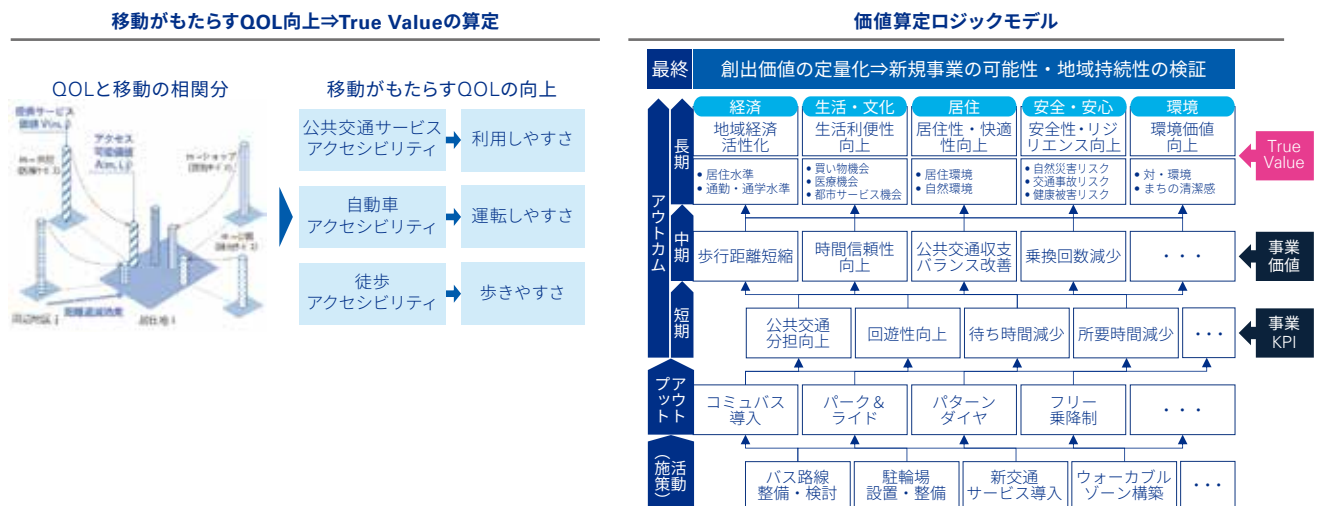 移動がもたらすQOL向上⇒True Valueの算定
QOLと移動の相関分
提供サービス
アクセス
可能価値
居住地 i
移動がもたらすQOLの向上
公共交通サービス
アクセシビリティ
利用しやすさ
自動車
アクセシビリティ
運転しやすさ
徒歩
アクセシビリティ
歩きやすさ
価値算定ロジックモデル
最終
創出価値の定量化⇒新規事業の可能性・地域持続性の検証
アウトカム
長期
経済
地域経済
活性化
• 居住水準
• 通勤・通学水準
生活・文化
生活利便性
向上
• 買い物機会
• 医療機会
• 都市サービス機会
居住
居住性・快適
性向上
• 居住環境
• 自然環境
安全・安心
安全性・リジ
リエンス向上
• 自然災害リスク
• 交通事故リスク
• 健康被害リスク
環境
環境価値
向上
• 対・環境
• まちの清潔感
True
Value
中期
歩行距離短縮
時間信頼性
向上
公共交通収支
バランス改善
乗換回数減少
・・・
事業
価値
短期
公共交通
分担向上
回遊性向上
待ち時間減少
所要時間減少
・・・
事業
KPI
アウト
プット
コミュバス
導入
パーク＆
ライド
パターン
ダイヤ
フリー
乗降制
・・・
活動
（施策）
バス路線
整備・検討
駐輪場
設置・整備
新交通
サービス導入
ウォーカブル
ゾーン構築
・・・